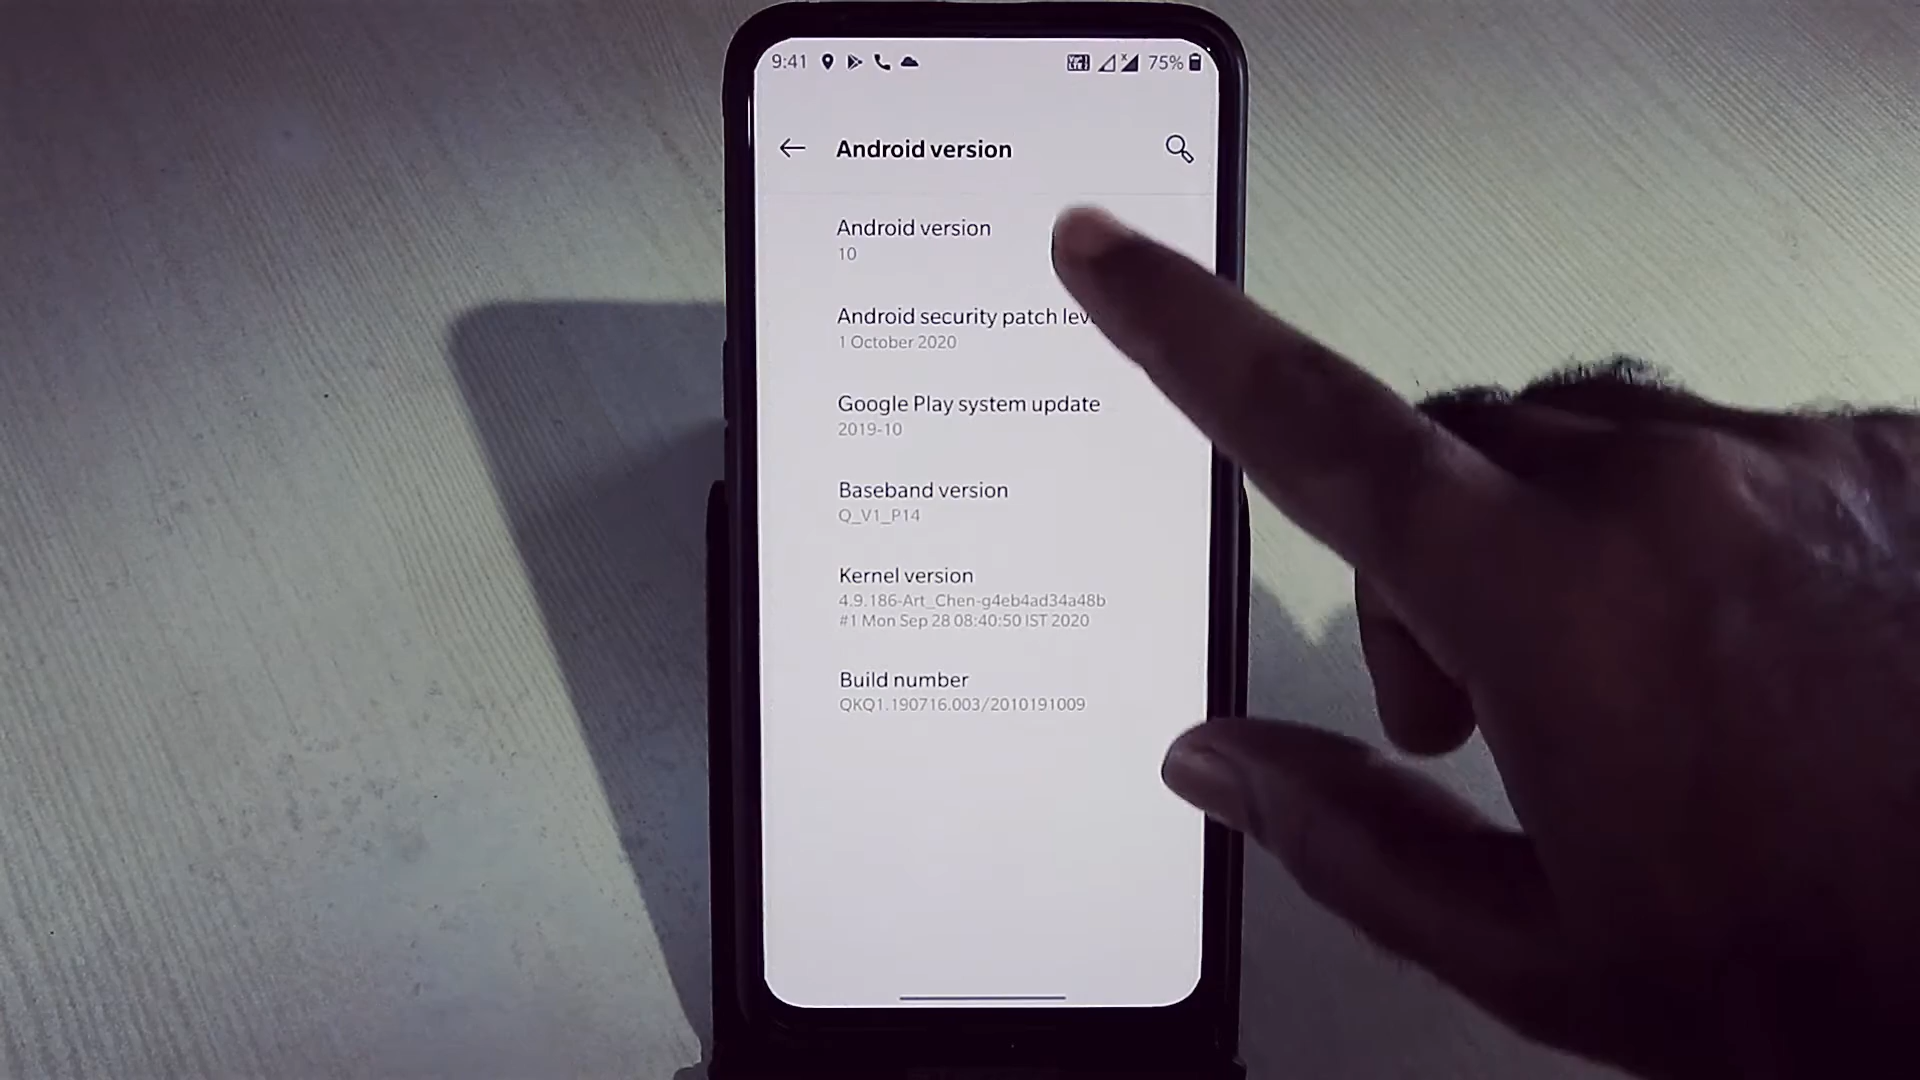 9:41 75%
Android version
Android version
10
Android security patch lev
1 October 2020
Google Play system update
2019-10
Baseband version
Q_V1_P14
Kernel version
4.9.186-Art_Chen-g4eb4ad34a48b
#1 Mon Sep 28 08:40:50 IST 2020
Build number
QKQ1.190716.003/2010191009